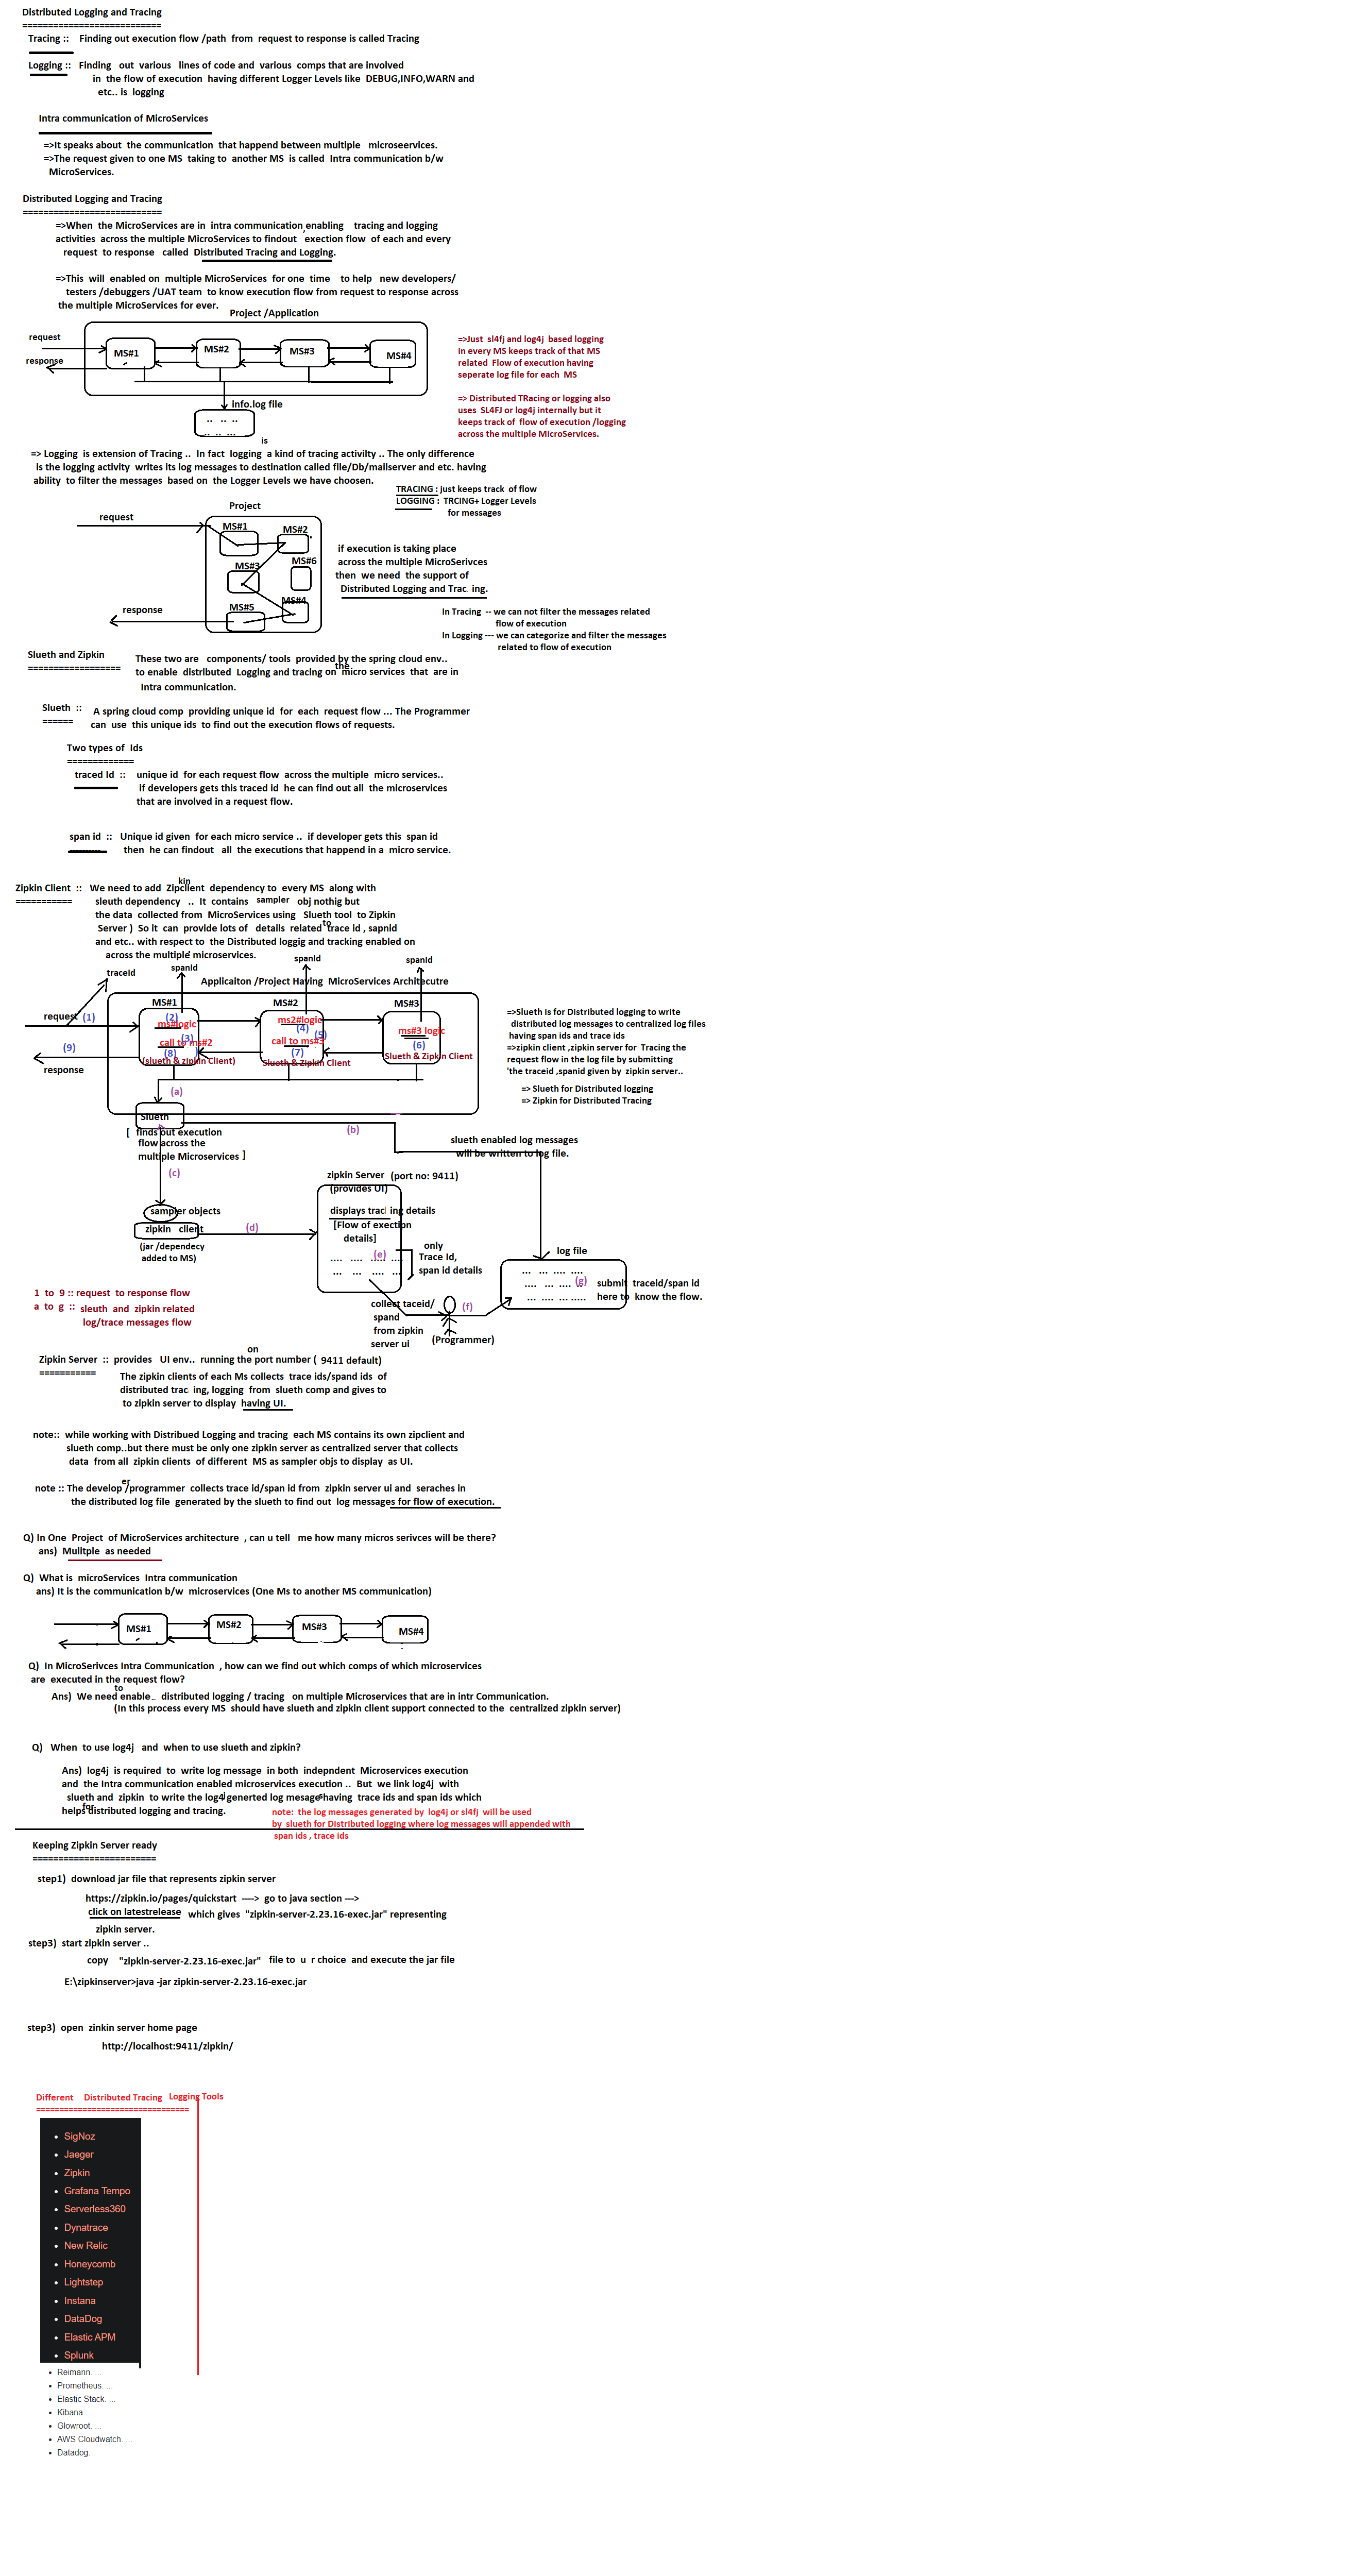 Distributed Logging and Tracing
===========================
Tracing :: Finding out execution flow /path from request to response is called Tracing
Logging :: Finding out various lines of code and various comps that are involved
in the flow of execution having different Logger Levels like DEBUG,INFO,WARN and
etc.. is logging
Intra communication of MicroServices
=>It speaks about the communication that happend between multiple microseervices.
=>The request given to one MS taking to another MS is called Intra communication b/w
MicroServices.
Distributed Logging and Tracing
===========================
=>When the MicroServices are in intra communication,enabling tracing and logging
activities across the multiple MicroServices to findout exection flow of each and every
request to response called Distributed Tracing and Logging.
=>This will enabled on multiple MicroServices for one time to help new developers/
testers /debuggers /UAT team to know execution flow from request to response across
the multiple MicroServices for ever.
Project /Application
request
response
MS#1
MS#2
MS#3
MS#4
info.log file
.. .. ..
.. .. ...
=>Just sl4fj and log4j based logging
in every MS keeps track of that MS
related Flow of execution having
seperate log file for each MS
=> Distributed TRacing or logging also
uses SL4FJ or log4j internally but it
keeps track of flow of execution /logging
across the multiple MicroServices.
is
=> Logging is extension of Tracing .. In fact logging a kind of tracing activilty .. The only difference
is the logging activity writes its log messages to destination called file/Db/mailserver and etc. having
ability to filter the messages based on the Logger Levels we have choosen.
TRACING : just keeps track of flow
LOGGING : TRCING+ Logger Levels
for messages
Project
request
MS#1
MS#2
MS#3
MS#6
MS#4
MS#5
response
if execution is taking place
across the multiple MicroSerivces
then we need the support of
Distributed Logging and Trac ing.
In Tracing -- we can not filter the messages related
flow of execution
In Logging --- we can categorize and filter the messages
related to flow of execution
Slueth and Zipkin
==================
These two are components/ tools provided by the spring cloud env..
the
to enable distributed Logging and tracing on micro services that are in
Intra communication.
Slueth ::
======
A spring cloud comp providing unique id for each request flow ... The Programmer
can use this unique ids to find out the execution flows of requests.
Two types of Ids
=============
traced Id :: unique id for each request flow across the multiple micro services..
if developers gets this traced id he can find out all the microservices
that are involved in a request flow.
span id :: Unique id given for each micro service .. if developer gets this span id
then he can findout all the executions that happend in a micro service.
kin
Zipkin Client :: We need to add Zipclient dependency to every MS along with
===========
sleuth dependency .. It contains sampler obj nothig but
the data collected from MicroServices using Slueth tool to Zipkin
to
Server ) So it can provide lots of details related trace id , sapnid
and etc.. with respect to the Distributed loggig and tracking enabled on
across the multiple microservices.
traceId
spanId
spanId
spanId
Applicaiton /Project Having MicroServices Architecutre
MS#1
MS#2
MS#3
request (1)
(2)
ms#logic
(3)
call to ms#2
(8)
(slueth & zipkin Client)
ms2#logic
(4)
(5)
call to ms#3
(7)
Slueth & Zipkin Client
ms#3 logic
(6)
Slueth & Zipkin Client
(9)
response
=>Slueth is for Distributed logging to write
distributed log messages to centralized log files
having span ids and trace ids
=>zipkin client ,zipkin server for Tracing the
request flow in the log file by submitting
'the traceid ,spanid given by zipkin server..
=> Slueth for Distributed logging
=> Zipkin for Distributed Tracing
(a)
Slueth
[ finds out execution
flow across the
multiple Microservices ]
(b)
slueth enabled log messages
will be written to log file.
(c)
sampler objects
zipkin client
(jar /dependecy
added to MS)
(d)
zipkin Server (port no: 9411)
(provides UI)
displays trac ing details
[Flow of exection
details]
.... .... ..... ....
(e)
... ... .... ...
only
Trace Id,
span id details
log file
... ... .... ....
.... ... .... ..
(g)
... .... ... .....
submit traceid/span id
here to know the flow.
collect taceid/
spand
from zipkin
server ui
(f)
(Programmer)
1 to 9 :: request to response flow
a to g :: sleuth and zipkin related
log/trace messages flow
on
Zipkin Server :: provides UI env.. running the port number ( 9411 default)
===========
The zipkin clients of each Ms collects trace ids/spand ids of
distributed trac ing, logging from slueth comp and gives to
to zipkin server to display having UI.
note:: while working with Distribued Logging and tracing each MS contains its own zipclient and
slueth comp..but there must be only one zipkin server as centralized server that collects
data from all zipkin clients of different MS as sampler objs to display as UI.
er
note :: The develop /programmer collects trace id/span id from zipkin server ui and seraches in
the distributed log file generated by the slueth to find out log messages for flow of execution.
Q) In One Project of MicroServices architecture , can u tell me how many micros serivces will be there?
ans) Mulitple as needed
Q) What is microServices Intra communication
ans) It is the communication b/w microservices (One Ms to another MS communication)
MS#1
MS#2
MS#3
MS#4
Q) In MicroSerivces Intra Communication , how can we find out which comps of which microservices
are executed in the request flow?
to
Ans) We need enable distributed logging / tracing on multiple Microservices that are in intr Communication.
(In this process every MS should have slueth and zipkin client support connected to the centralized zipkin server)
Q) When to use log4j and when to use slueth and zipkin?
Ans) log4j is required to write log message in both indepndent Microservices execution
and the Intra communication enabled microservices execution .. But we link log4j with
slueth and zipkin to write the log4j generted log mesages having trace ids and span ids which
for
helps distributed logging and tracing.
note: the log messages generated by log4j or sl4fj will be used
by slueth for Distributed logging where log messages will appended with
span ids , trace ids
Keeping Zipkin Server ready
========================
step1) download jar file that represents zipkin server
https://zipkin.io/pages/quickstart ----> go to java section --->
click on latestrelease which gives "zipkin-server-2.23.16-exec.jar" representing
zipkin server.
step3) start zipkin server ..
copy "zipkin-server-2.23.16-exec.jar" file to u r choice and execute the jar file
E:\zipkinserver>java -jar zipkin-server-2.23.16-exec.jar
step3) open zinkin server home page
http://localhost:9411/zipkin/
Different Distributed Tracing Logging Tools
=================================
• SigNoz
• Jaeger
• Zipkin
• Grafana Tempo
• Serverless360
• Dynatrace
• New Relic
• Honeycomb
• Lightstep
• Instana
• DataDog
• Elastic APM
• Splunk
• Reimann. ...
• Prometheus. ...
• Elastic Stack. ...
• Kibana. ...
• Glowroot. ...
• AWS Cloudwatch. ...
• Datadog.